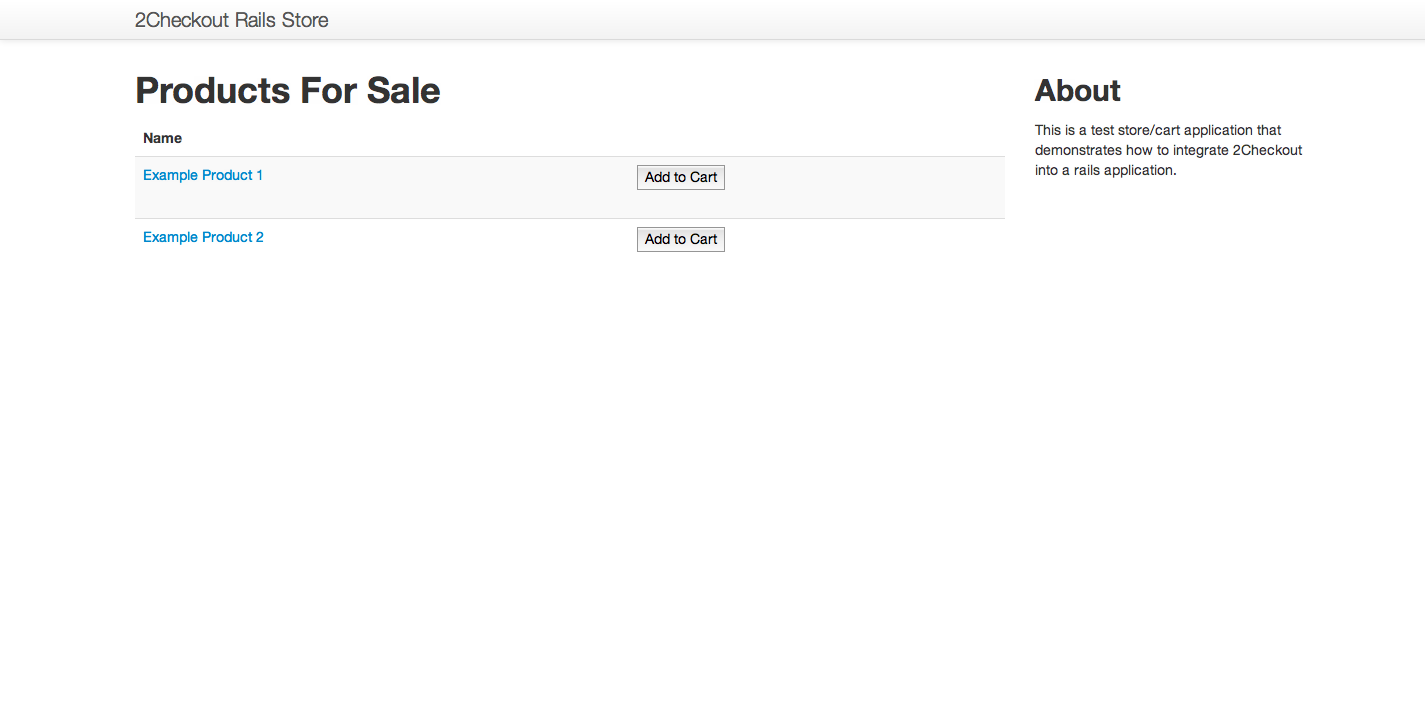 2Checkout Rails Store
Products For Sale
Name
Example Product 1
Add to Cart
Example Product 2
Add to Cart
About
This is a test store/cart application that
demonstrates how to integrate 2Checkout
into a rails application.